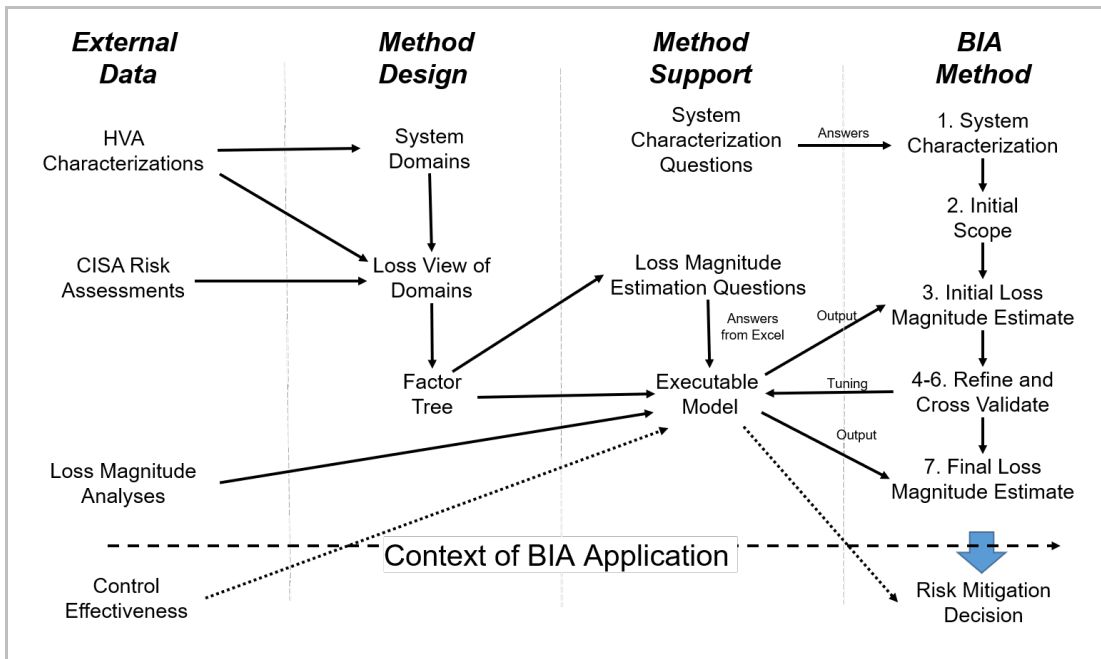 External
Data
Method
Design
Method
Support
BIA
Method
HVA
Characterizations
System
Domains
System
Characterization
Questions
Answers
1. System
Characterization
2. Initial
Scope
CISA Risk
Assessments
Loss View of
Domains
Loss Magnitude
Estimation Questions
Answers
from Excel
Output
3. Initial Loss
Magnitude Estimate
Factor
Tree
Executable
Model
Tuning
4-6. Refine and
Cross Validate
Output
Loss Magnitude
Analyses
7. Final Loss
Magnitude Estimate
Context of BIA Application
Control
Effectiveness
Risk Mitigation
Decision